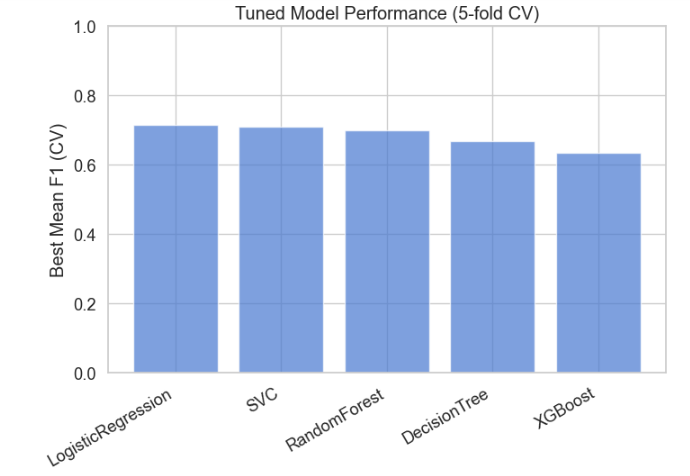 Tuned Model Performance (5-fold CV)
Best Mean F1 (CV)
1.0
0.8
0.6
0.4
0.2
0.0
LogisticRegression
SVC
RandomForest
DecisionTree
XGBoost